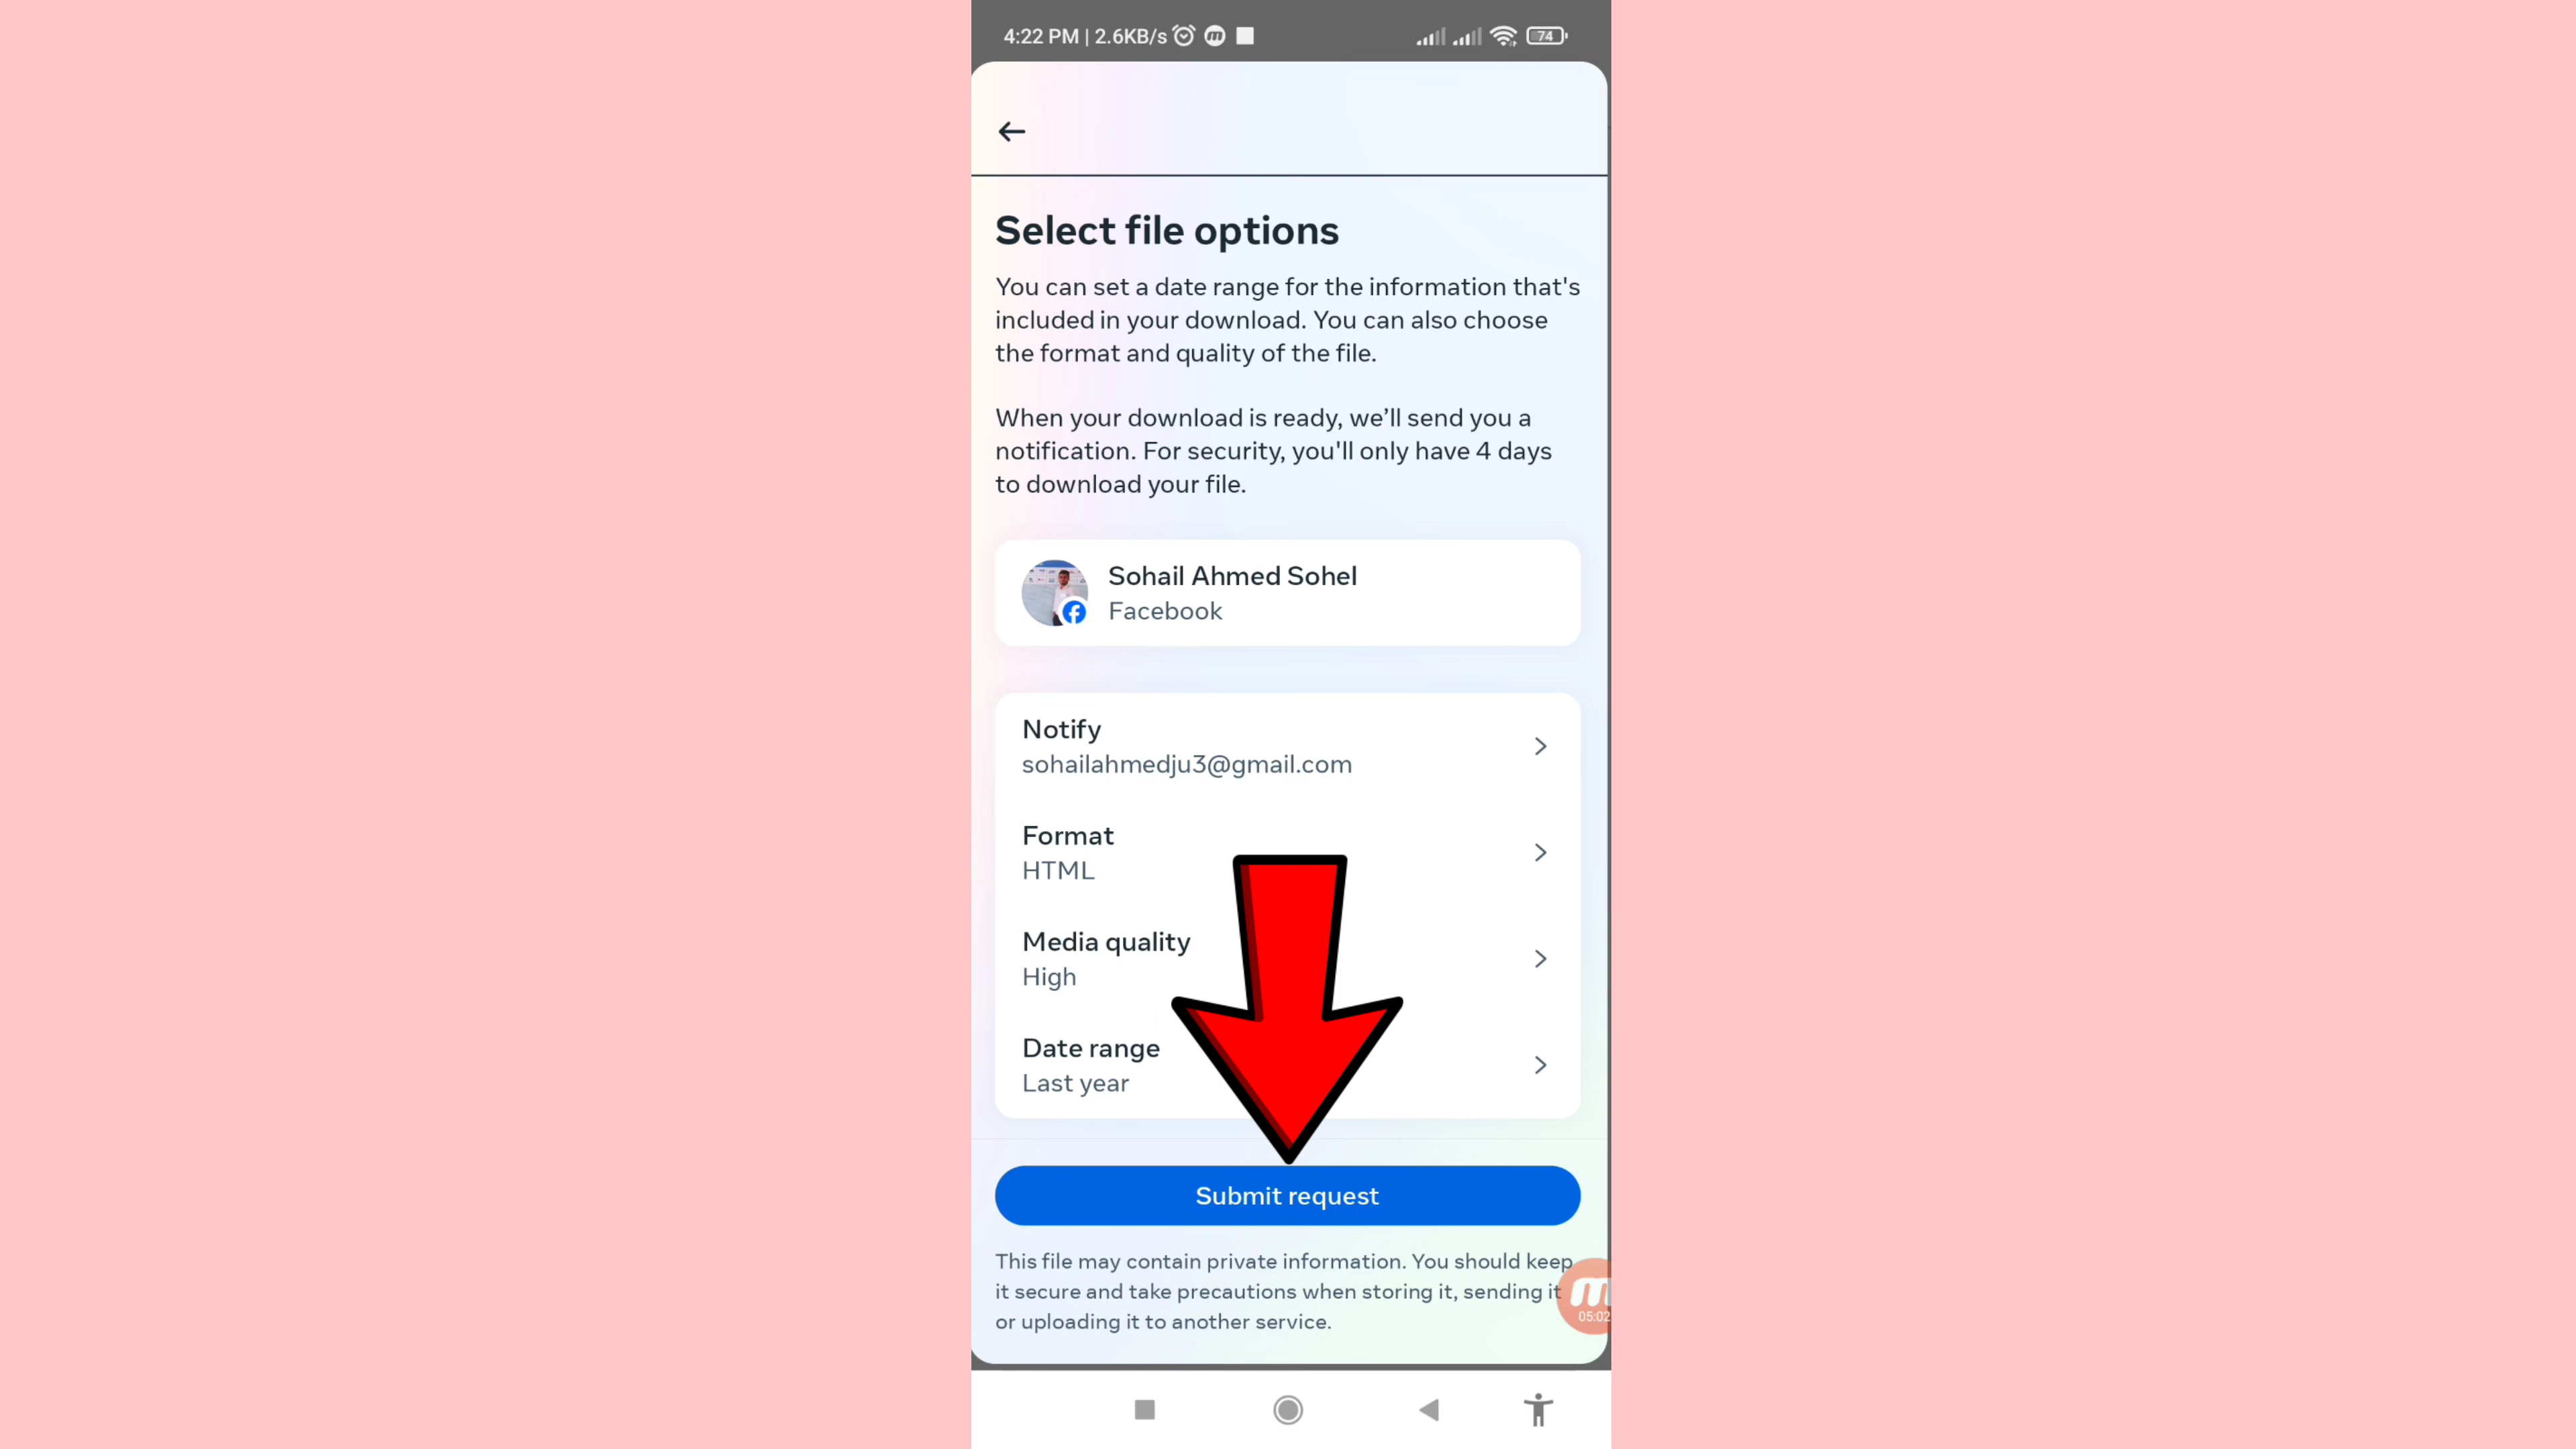 4:22 PM | 2.6KB/s
74
Select file options
You can set a date range for the information that's
included in your download. You can also choose
the format and quality of the file.
When your download is ready, we’ll send you a
notification. For security, you'll only have 4 days
to download your file.
Sohail Ahmed Sohel
Facebook
Notify
sohailahmedju3@gmail.com
Format
HTML
Media quality
High
Date range
Last year
Submit request
This file may contain private information. You should keep
it secure and take precautions when storing it, sending it
or uploading it to another service.
05:02